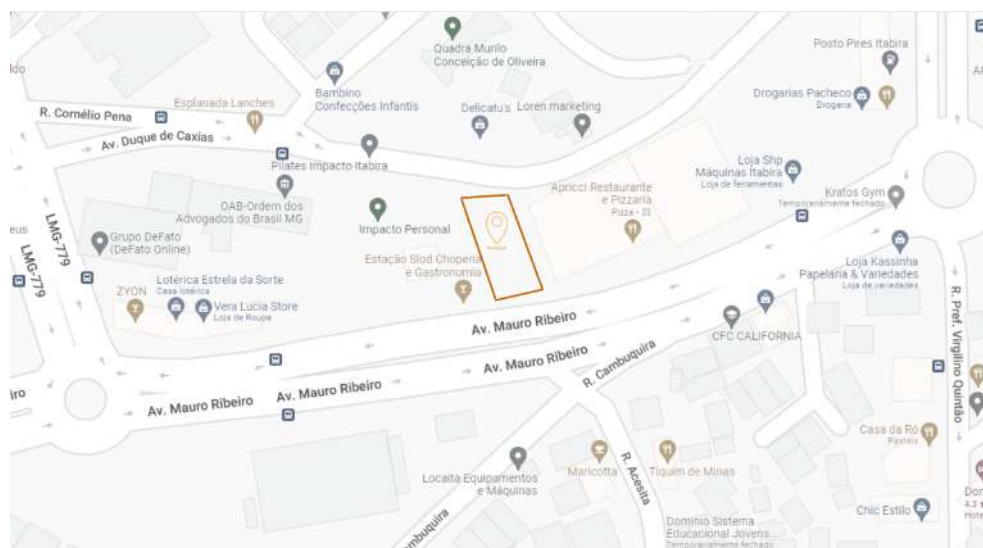 Quadra Murilo
Conceição de Oliveira
Posto Pires Itabira
Bambino
Confecções Infantis
Drogarias Pacheco
Drogaria
Esplanada Lanches
Delicatu's
Loren marketing
R. Cornélio Pena
Av. Duque de Caxias
Pilates Impacto Itabira
Loja Shp
Máquinas Itabira
Loja de ferramentas
Apricci Restaurante
e Pizzaria
Pizza - $$
Kratos Gym
Temporariamente fechado
OAB-Ordem dos
Advogados do Brasil MG
LMG-779
LMG-779
Impacto Personal
Grupo DeFato
(DeFato Online)
Estação Slod Choperia
e Gastronomia
Loja Kassinha
Papelaria & Variedades
Loja de variedades
Lotérica Estrela da Sorte
Casa lotérica
ZYON
Vera Lucia Store
Loja de Roupa
R. Pref. Virgilino Quintão
Av. Mauro Ribeiro
CFC CALIFORNIA
Av. Mauro Ribeiro
R. Cambuquira
Av. Mauro Ribeiro
Av. Mauro Ribeiro
Casa da Ró
Pastéis
Maricotta
Tiquim de Minas
R. Acesita
Locaita Equipamentos
e Máquinas
Chic Estilo
Domínio Sistema
Educacional Jovens...
Temporariamente fechado